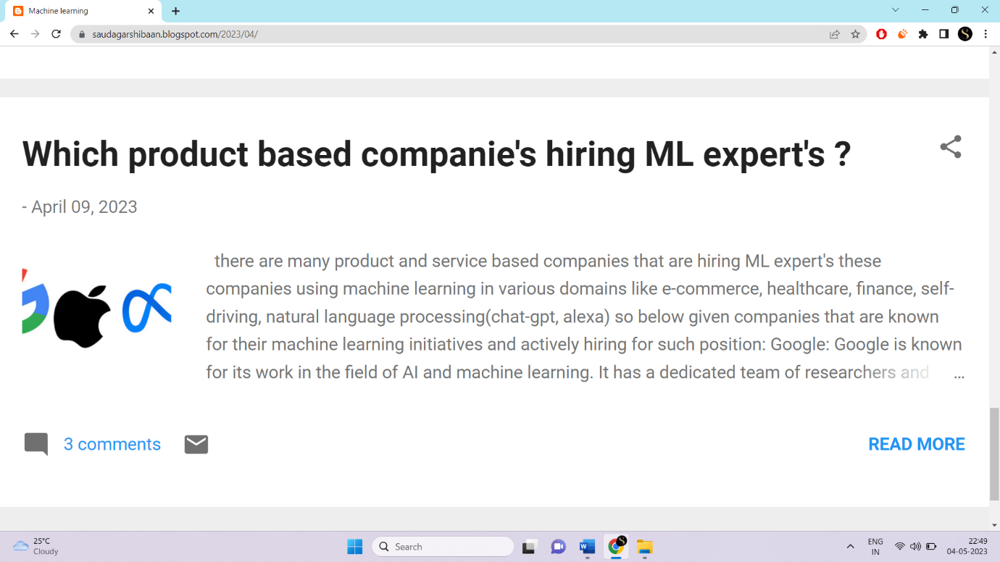 Machine learning
saudagarshibaan.blogspot.com/2023/04/
Which product based companie's hiring ML expert's ?
- April 09, 2023
there are many product and service based companies that are hiring ML expert's these
companies using machine learning in various domains like e-commerce, healthcare, finance, self-
driving, natural language processing(chat-gpt, alexa) so below given companies that are known
for their machine learning initiatives and actively hiring for such position: Google: Google is known
for its work in the field of AI and machine learning. It has a dedicated team of researchers and ...
3 comments
READ MORE
25°C
Cloudy
Search
ENG
IN
22:49
04-05-2023